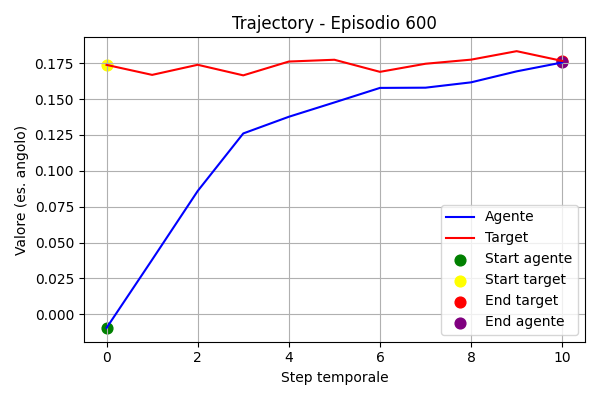 Trajectory - Episodio 600
Valore (es. angolo)
0.175
0.150
0.125
0.100
0.075
0.050
0.025
0.000
0 2 4 6 8 10
Step temporale
Agente
Target
Start agente
Start target
End target
End agente